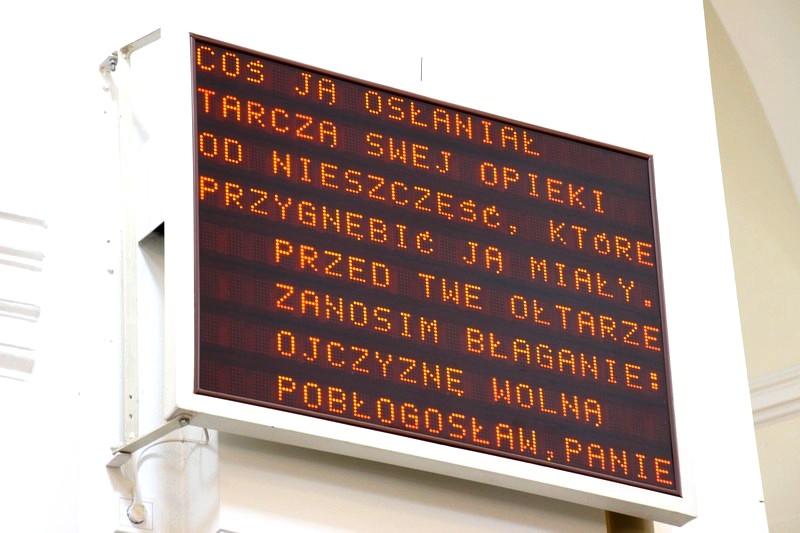 COŚ JĄ OSŁANIAŁ
TARCZĄ SWEJ OPIEKI
OD NIESZCZĘŚĆ, KTÓRE
PRZYGNĘBIĆ JĄ MIAŁY.
PRZED TWE OŁTARZE
ZANOSIM BŁAGANIE:
OJCZYZNĘ WOLNĄ
POBŁOGOSŁAW,PANIE